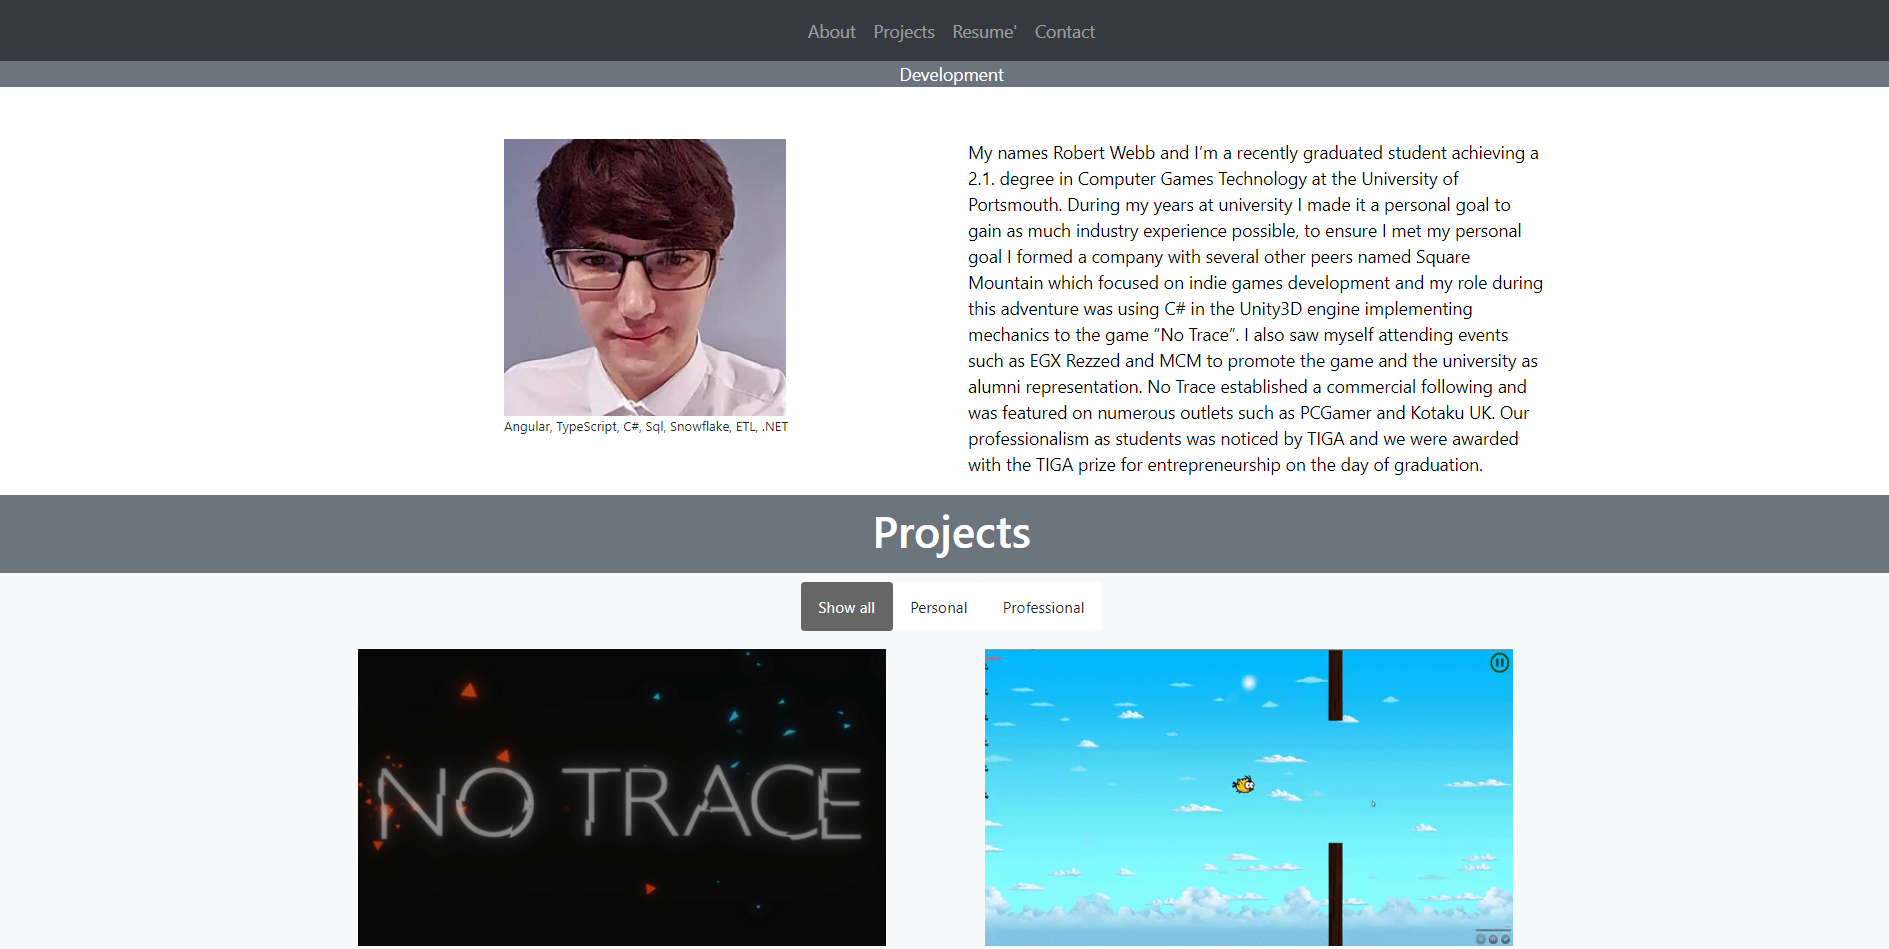 About Projects Resume' Contact
Development
My names Robert Webb and I’m a recently graduated student achieving a
2.1. degree in Computer Games Technology at the University of
Portsmouth. During my years at university I made it a personal goal to
gain as much industry experience possible, to ensure I met my personal
goal I formed a company with several other peers named Square
Mountain which focused on indie games development and my role during
this adventure was using C# in the Unity3D engine implementing
mechanics to the game “No Trace”. I also saw myself attending events
such as EGX Rezzed and MCM to promote the game and the university as
alumni representation. No Trace established a commercial following and
was featured on numerous outlets such as PCGamer and Kotaku UK. Our
professionalism as students was noticed by TIGA and we were awarded
with the TIGA prize for entrepreneurship on the day of graduation.
Angular, TypeScript, C#, Sql, Snowflake, ETL, .NET
Projects
Show all Personal Professional
NO TRACE